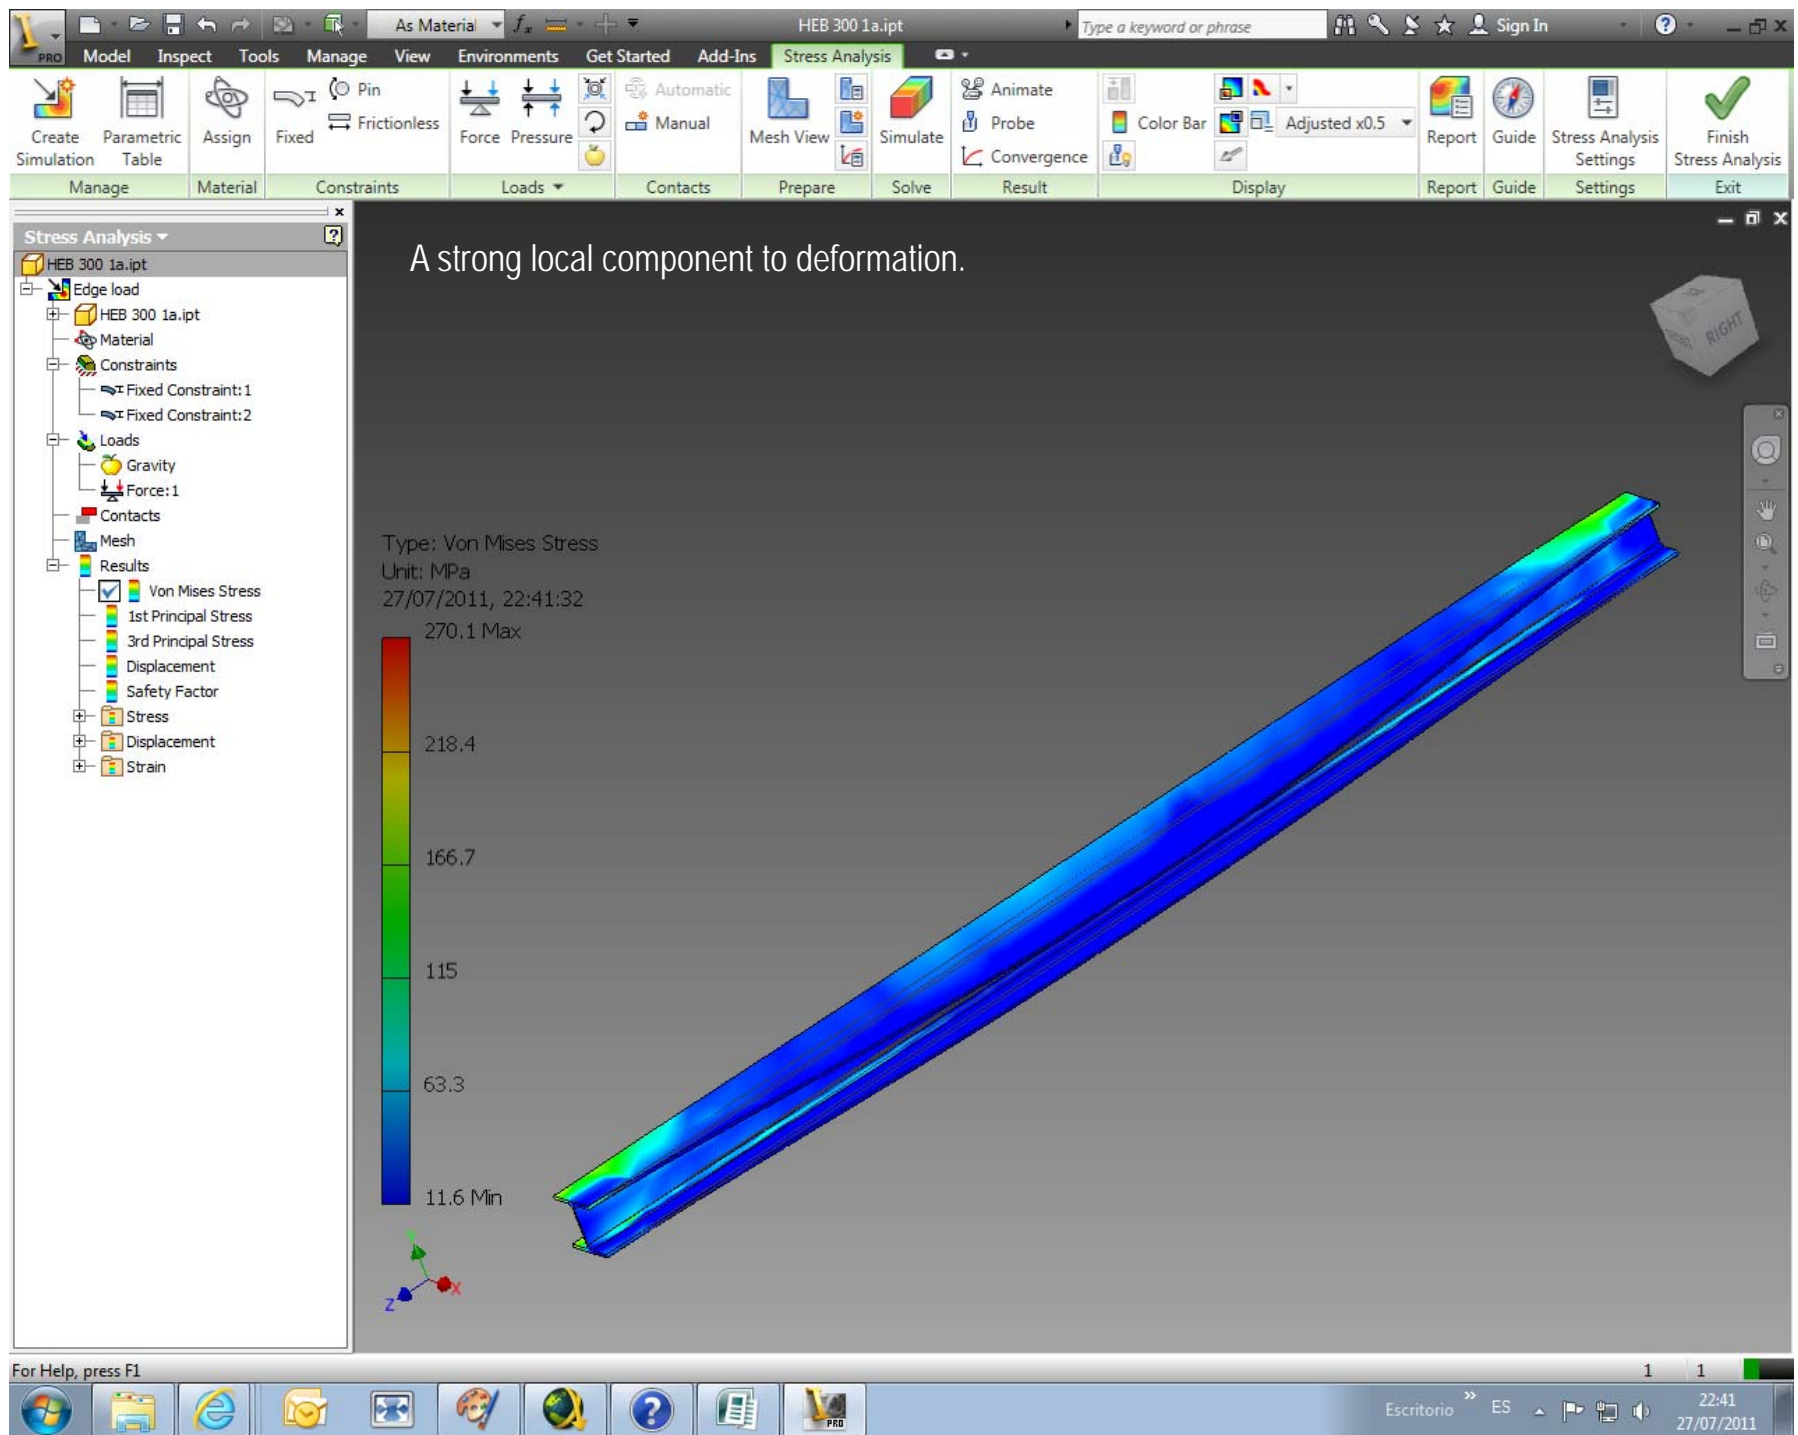 As Material
HEB 300 1a.ipt
Type a keyword or phrase
Sign In
PRO Model Inspect Tools Manage View Environments Get Started Add-Ins Stress Analysis
Create Simulation
Parametric Table
Assign
Fixed
Pin
Frictionless
Force
Pressure
Automatic
Manual
Mesh View
Simulate
Animate
Probe
Convergence
Color Bar
Adjusted x0.5
Report
Guide
Stress Analysis Settings
Finish Stress Analysis
Manage Material Constraints Loads Contacts Prepare Solve Result Display Report Guide Settings Exit
Stress Analysis
HEB 300 1a.ipt
Edge load
HEB 300 1a.ipt
Material
Constraints
Fixed Constraint:1
Fixed Constraint:2
Loads
Gravity
Force:1
Contacts
Mesh
Results
Von Mises Stress
1st Principal Stress
3rd Principal Stress
Displacement
Safety Factor
Stress
Displacement
Strain
A strong local component to deformation.
RIGHT
Type: Von Mises Stress
Unit: MPa
27/07/2011, 22:41:32
270.1 Max
218.4
166.7
115
63.3
11.6 Min
X
Z
For Help, press F1
1 1
PRO
Escritorio » ES
22:41
27/07/2011